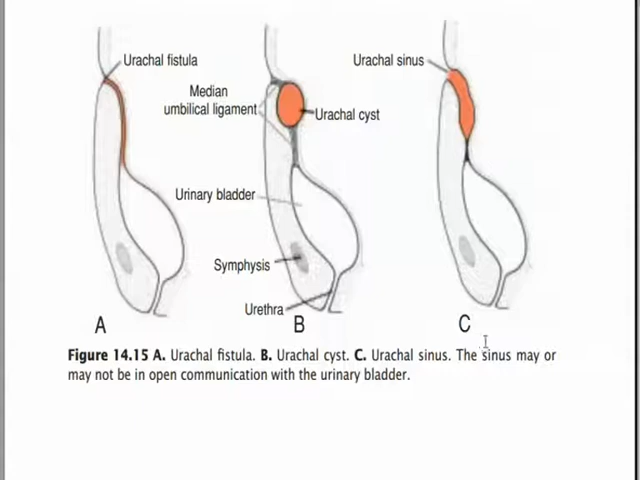 Urachal fistula
Urachal sinus
Median
umbilical ligament
Urachal cyst
Urinary bladder
Symphysis
Urethra
A
B
C
Figure 14.15 A. Urachal fistula. B. Urachal cyst. C. Urachal sinus. The sinus may or
may not be in open communication with the urinary bladder.